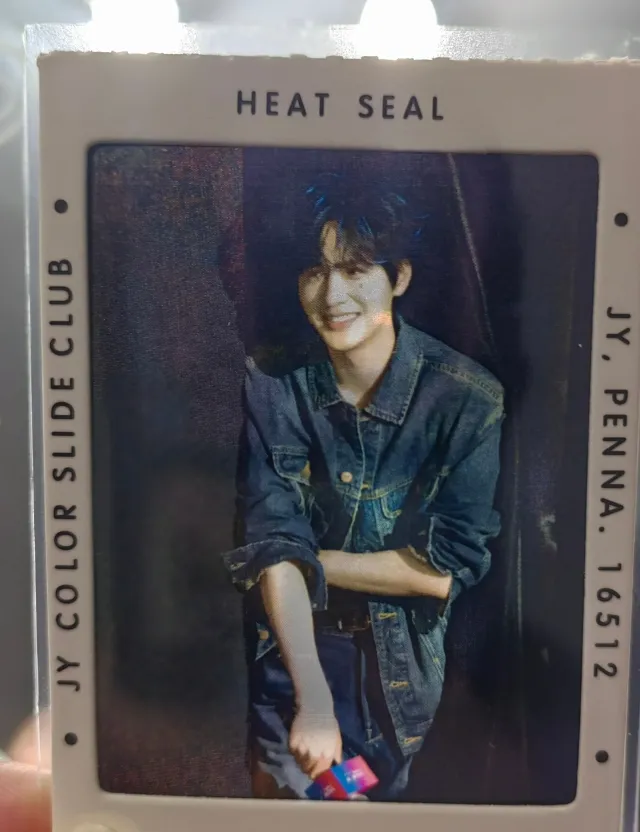 HEAT SEAL
JY COLOR SLIDE CLUB
JY, PENNA. 16512